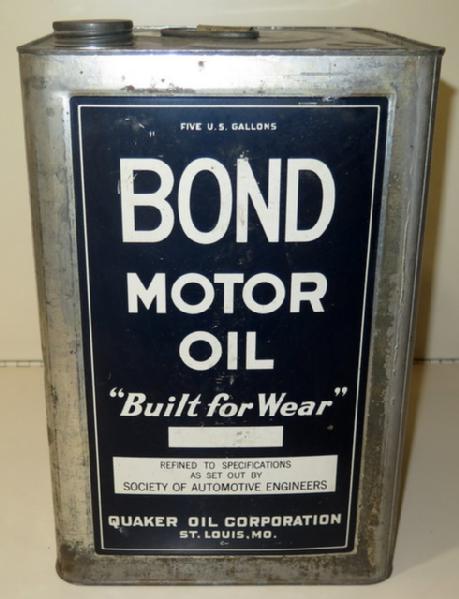 FIVE U.S. GALLONS
BOND
MOTOR
OIL
"Built for Wear"
REFINED TO SPECIFICATIONS
AS SET OUT BY
SOCIETY OF AUTOMOTIVE ENGINEERS
QUAKER OIL CORPORATION
ST. LOUIS, MO.